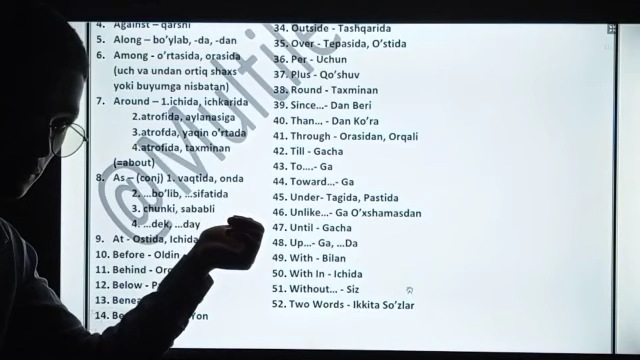 4. Against – qarshi
5. Along – bo'ylab, -da, -dan
6. Among - o'rtasida, orasida
(uch va undan ortiq shaxs
yoki buyumga nisbatan)
7. Around – 1.ichida, ichkarida
2.atrofida, aylanasiga
3.atrofda, yaqin o'rtada
4.atrofida, taxminan
(=about)
8. As – (conj) 1. vaqtida, onda
2. ...bo'lib, ...sifatida
3. chunki, sababli
4. ...dek, ...day
9. At - Ostida, Ichida
10. Before - Oldin
11. Behind -
12. Below -
13.
14.
34. Outside - Tashqarida
35. Over - Tepasida, O'stida
36. Per - Uchun
37. Plus - Qo'shuv
38. Round - Taxminan
39. Since...- Dan Beri
40. Than... - Dan Ko'ra
41. Through - Orasidan, Orqali
42. Till - Gacha
43. To....- Ga
44. Toward...- Ga
45. Under- Tagida, Pastida
46. Unlike...- Ga O'xshamasdan
47. Until - Gacha
48. Up...- Ga, ...Da
49. With - Bilan
50. With In - Ichida
51. Without... - Siz
52. Two Words - Ikkita So'zlar